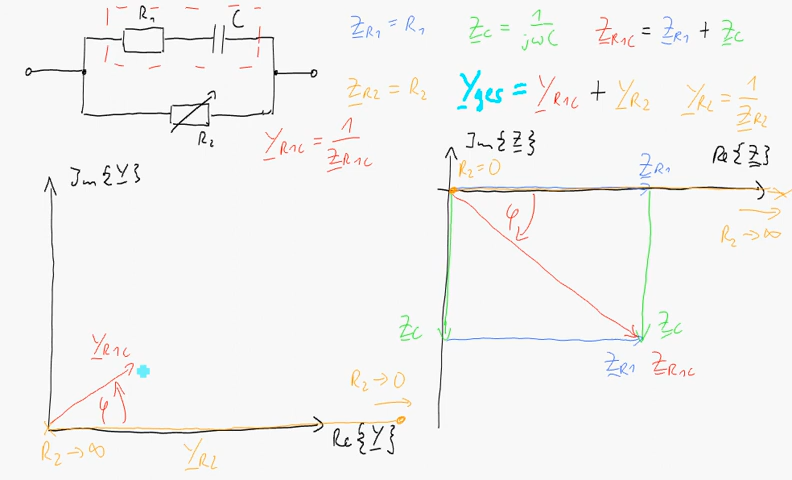 R1
C
R2
Z_R1 = R1
Z_C = 1/jωC
Z_R1C = Z_R1 + Z_C
Z_R2 = R2
Y_ges = Y_R1C + Y_R2
Y_R2 = 1/Z_R2
Y_R1C = 1/Z_R1C
Im{Y}
Y_R1C
φ
R2→∞
Y_R2
R2→0
Re{Y}
Im{Z}
R2=0
Z_R1
Re{Z}
R2→∞
φ
Z_C
Z_C
Z_R1
Z_R1C